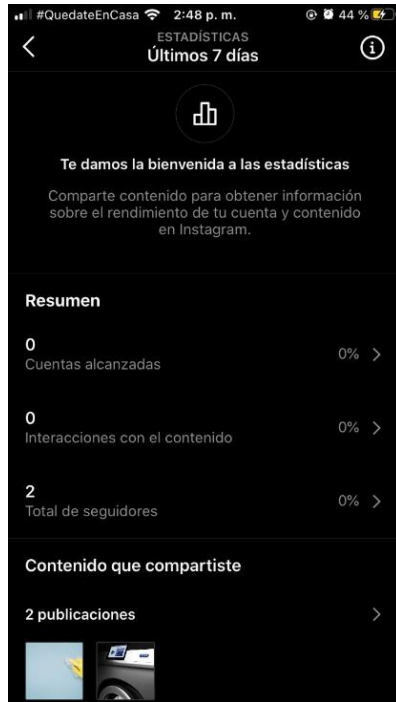 #QuedateEnCasa 2:48 p. m. 44 %
ESTADÍSTICAS
Últimos 7 días
Te damos la bienvenida a las estadísticas
Comparte contenido para obtener información
sobre el rendimiento de tu cuenta y contenido
en Instagram.
Resumen
0
Cuentas alcanzadas
0%
0
Interacciones con el contenido
0%
2
Total de seguidores
0%
Contenido que compartiste
2 publicaciones